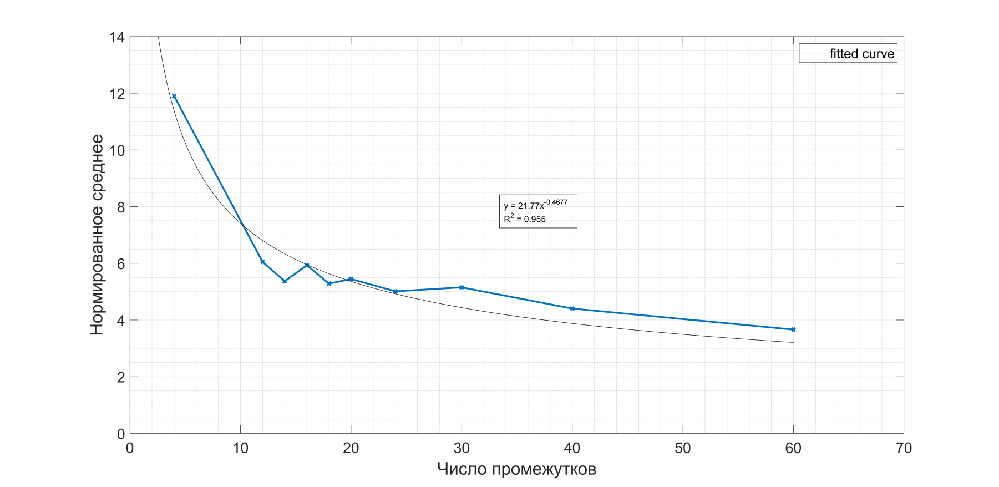 14
12
10
8
6
4
2
0
0 10 20 30 40 50 60 70
Нормированное среднее
Число промежутков
fitted curve
y = 21.77x^-0.4677
R^2 = 0.955